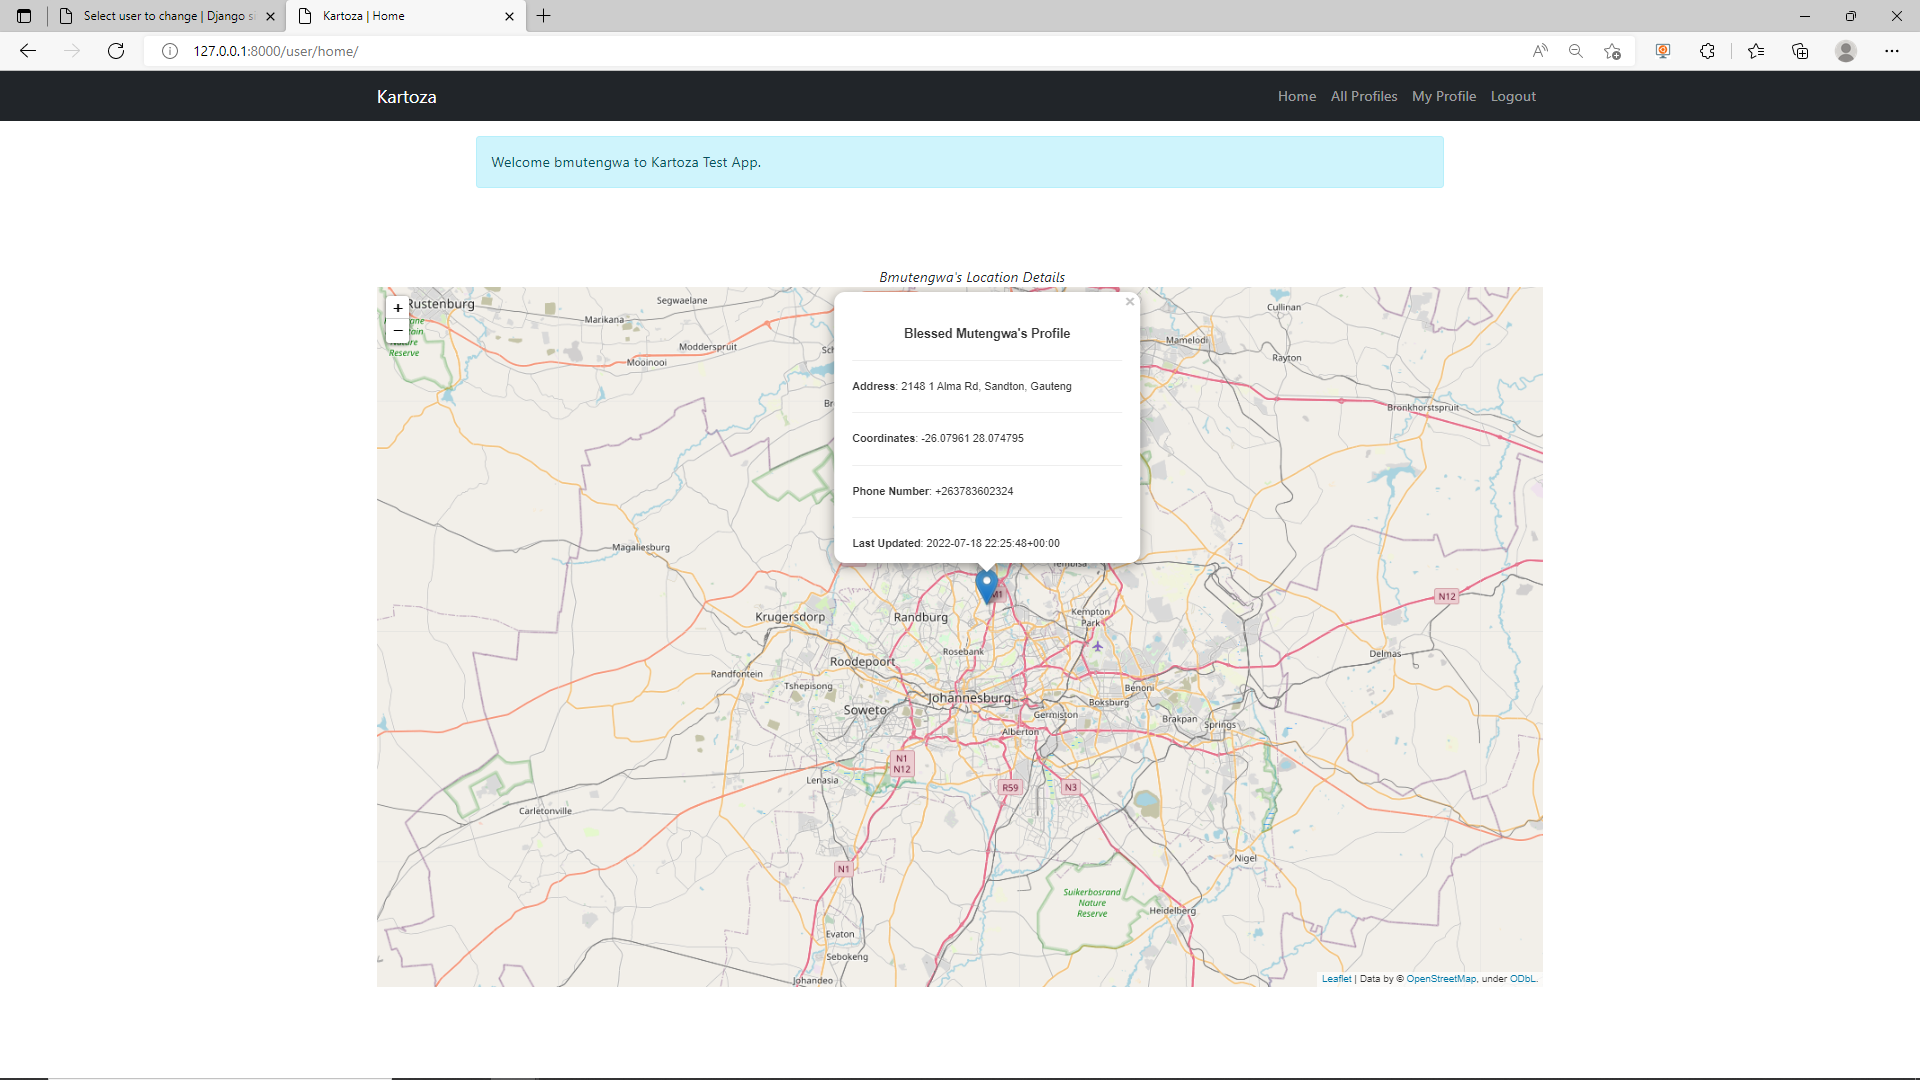 Select user to change | Django si
Kartoza | Home
127.0.0.1:8000/user/home/
Kartoza
Home
All Profiles
My Profile
Logout
Welcome bmutengwa to Kartoza Test App.
Bmutengwa's Location Details
+
−
Rustenburg
Nature
Reserve
Segwaelane
Marikana
Modderspruit
Mooinooi
Cullinan
Mamelodi
Rayton
Bronkhorstspruit
Blessed Mutengwa's Profile
Address: 2148 1 Alma Rd, Sandton, Gauteng
Coordinates: -26.07961 28.074795
Phone Number: +263783602324
Last Updated: 2022-07-18 22:25:48+00:00
Magaliesburg
Tembisa
M1
N12
Krugersdorp
Randburg
Kempton
Park
Rosebank
Roodepoort
Delmas
Randfontein
Tshepisong
Johannesburg
Benoni
Soweto
Boksburg
Germiston
Brakpan
Springs
Alberton
N1
N12
Lenasia
R59
N3
Carletonville
Nigel
N1
Suikerbosrand
Nature
Reserve
Heidelberg
Evaton
Sebokeng
Johandeo
Leaflet | Data by © OpenStreetMap, under ODbL.